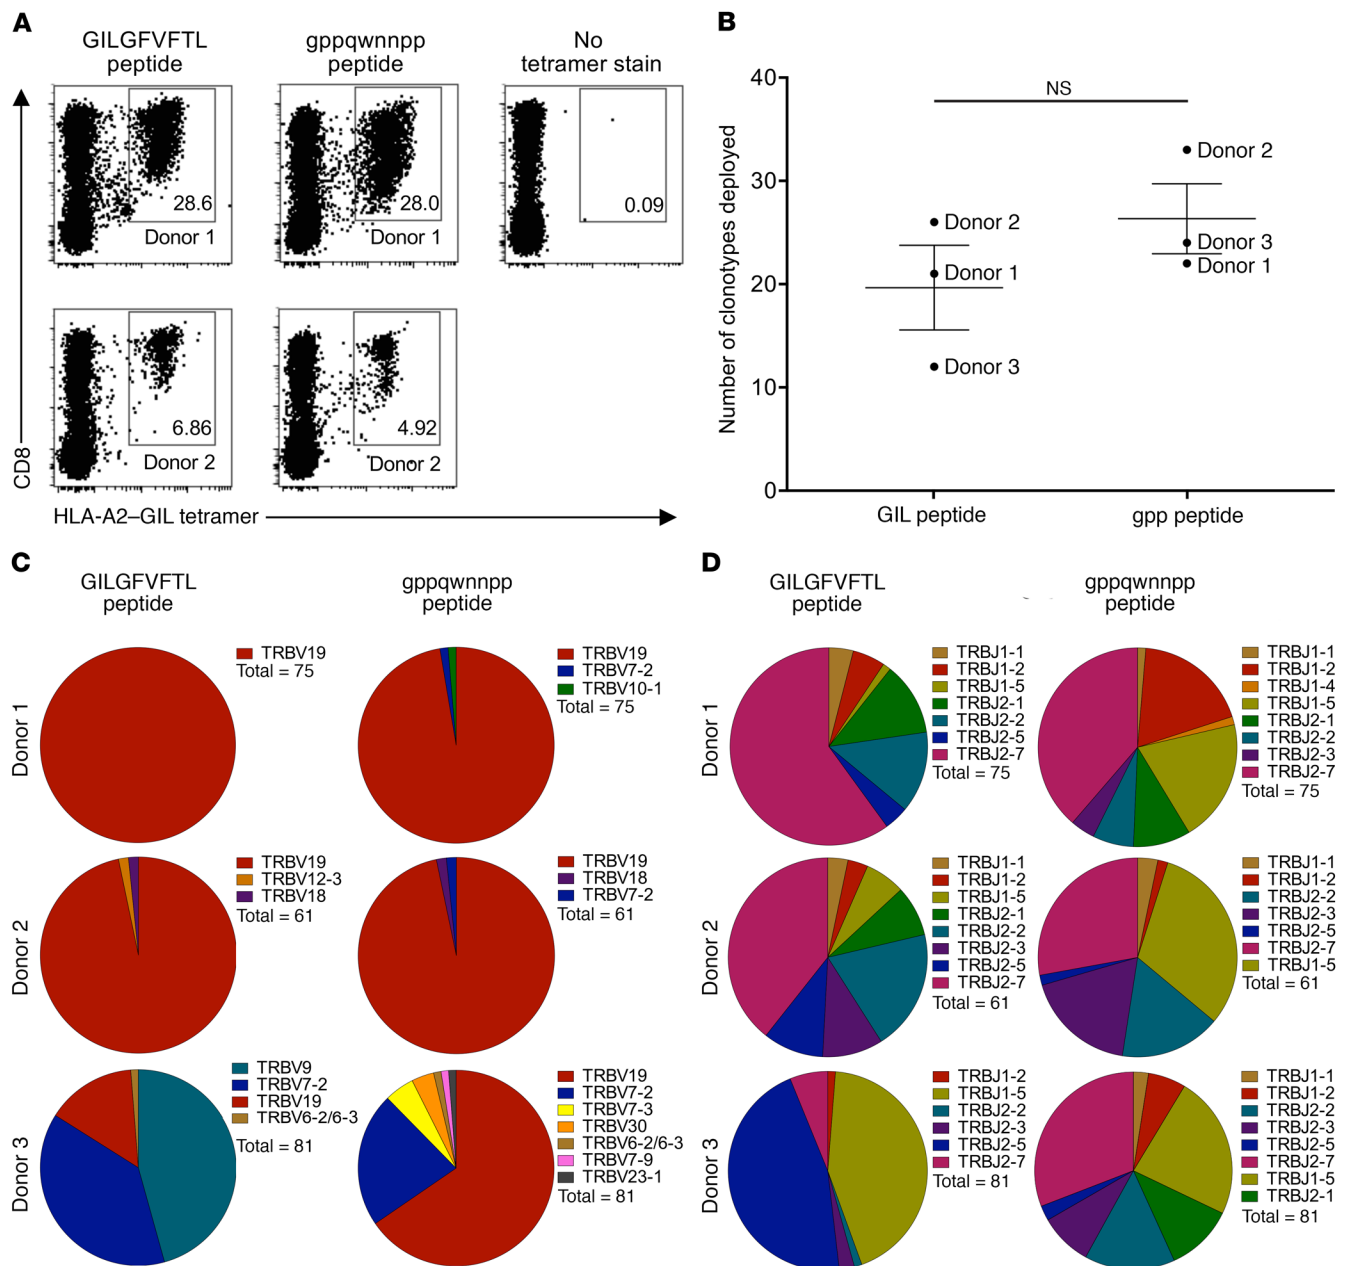 A
GILGFVFTL
peptide
gppqwnnpp
peptide
No
tetramer stain
28.6
Donor 1
28.0
Donor 1
0.09
6.86
Donor 2
4.92
Donor 2
CD8
HLA-A2–GIL tetramer
B
Number of clonotypes deployed
40
30
20
10
0
NS
Donor 2
Donor 1
Donor 3
Donor 2
Donor 3
Donor 1
GIL peptide
gpp peptide
C
GILGFVFTL
peptide
gppqwnnpp
peptide
Donor 1
TRBV19
Total = 75
TRBV19
TRBV7-2
TRBV10-1
Total = 75
Donor 2
TRBV19
TRBV12-3
TRBV18
Total = 61
TRBV19
TRBV18
TRBV7-2
Total = 61
Donor 3
TRBV9
TRBV7-2
TRBV19
TRBV6-2/6-3
Total = 81
TRBV19
TRBV7-2
TRBV7-3
TRBV30
TRBV6-2/6-3
TRBV7-9
TRBV23-1
Total = 81
D
GILGFVFTL
peptide
gppqwnnpp
peptide
Donor 1
TRBJ1-1
TRBJ1-2
TRBJ1-5
TRBJ2-1
TRBJ2-2
TRBJ2-5
TRBJ2-7
Total = 75
TRBJ1-1
TRBJ1-2
TRBJ1-4
TRBJ1-5
TRBJ2-1
TRBJ2-2
TRBJ2-3
TRBJ2-7
Total = 75
Donor 2
TRBJ1-1
TRBJ1-2
TRBJ1-5
TRBJ2-1
TRBJ2-2
TRBJ2-3
TRBJ2-5
TRBJ2-7
Total = 61
TRBJ1-1
TRBJ1-2
TRBJ2-2
TRBJ2-3
TRBJ2-5
TRBJ2-7
TRBJ1-5
Total = 61
Donor 3
TRBJ1-2
TRBJ1-5
TRBJ2-2
TRBJ2-3
TRBJ2-5
TRBJ2-7
Total = 81
TRBJ1-1
TRBJ1-2
TRBJ2-2
TRBJ2-3
TRBJ2-5
TRBJ2-7
TRBJ1-5
TRBJ2-1
Total = 81